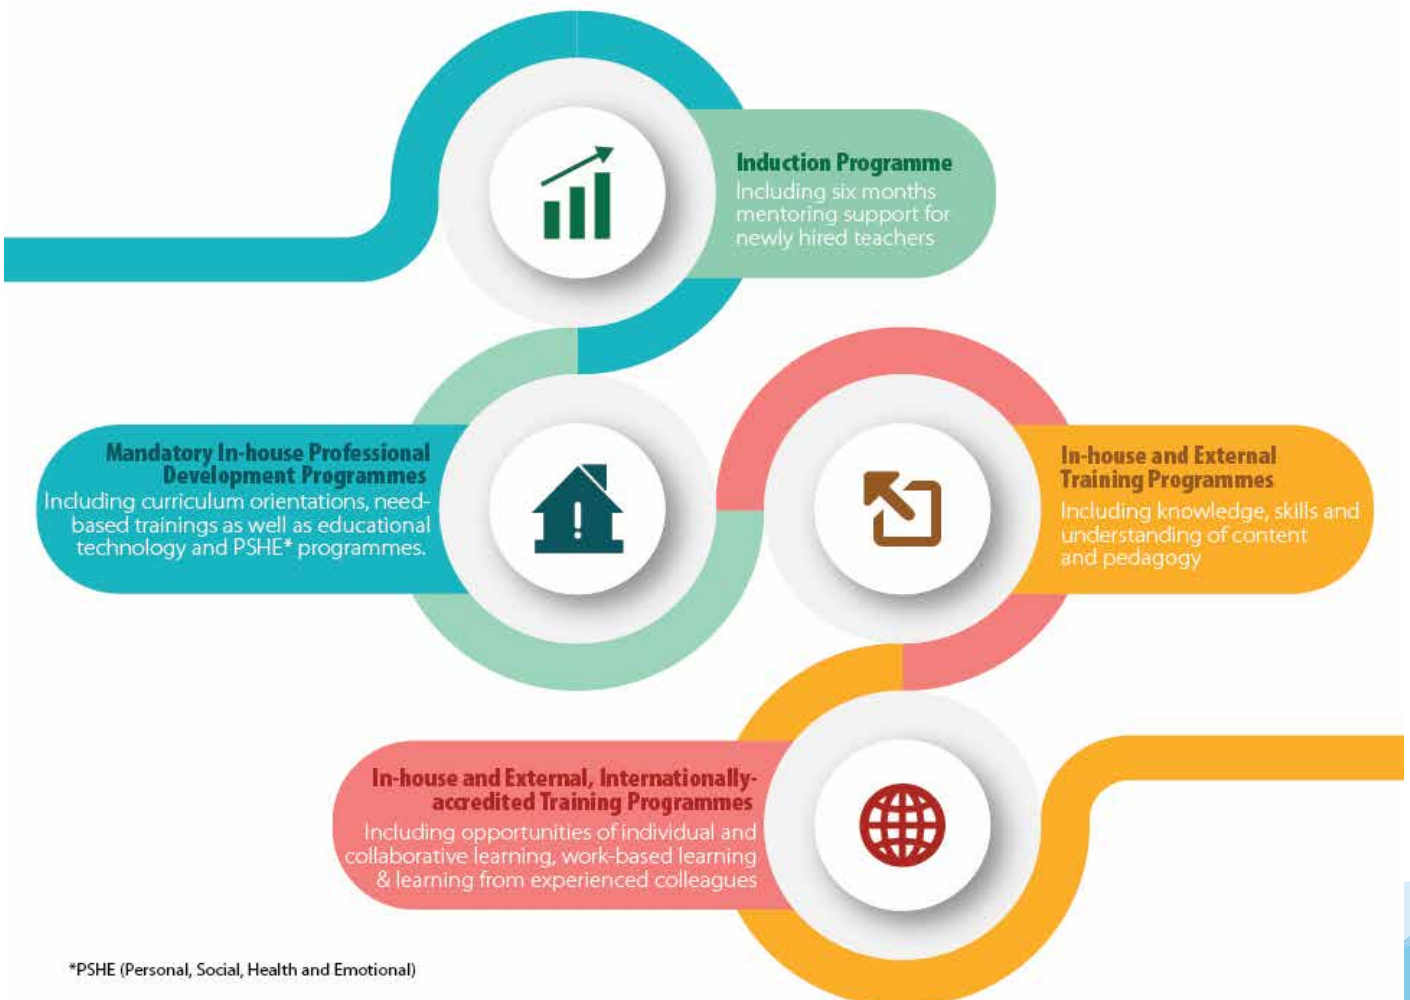 Induction Programme
Including six months
mentoring support for
newly hired teachers
Mandatory In-house Professional
Development Programmes
Including curriculum orientations, need-
based trainings as well as educational
technology and PSHE* programmes.
In-house and External
Training Programmes
Including knowledge, skills and
understanding of content
and pedagogy
In-house and External, Internationally-
accredited Training Programmes
Including opportunities of individual and
collaborative learning, work-based learning
& learning from experienced colleagues
*PSHE (Personal, Social, Health and Emotional)